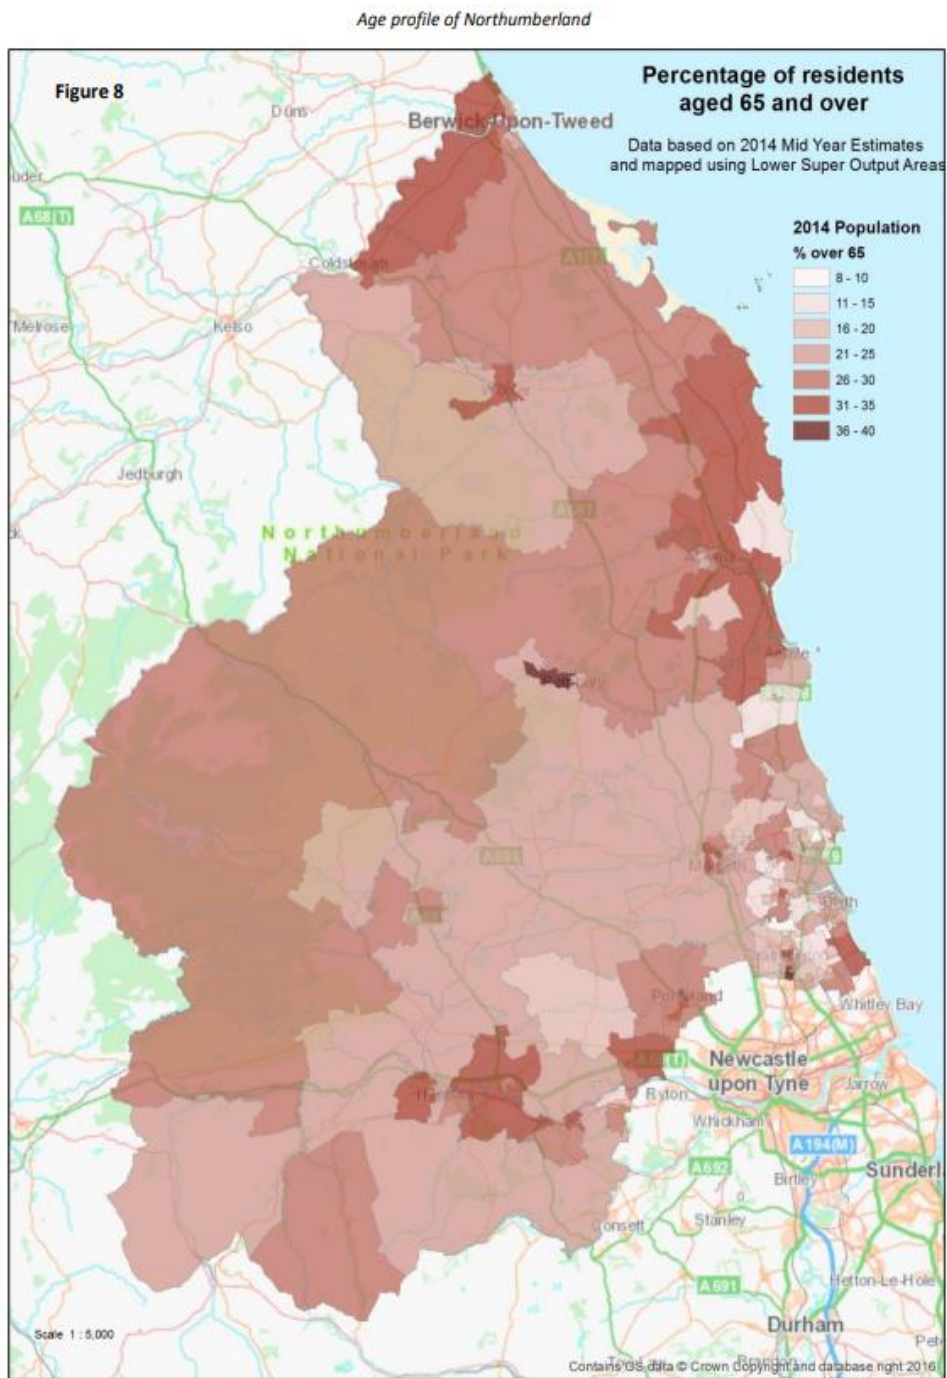 Age profile of Northumberland
Figure 8
Percentage of residents
aged 65 and over
Data based on 2014 Mid Year Estimates
and mapped using Lower Super Output Areas
2014 Population
% over 65
8 - 10
11 - 15
16 - 20
21 - 25
26 - 30
31 - 35
36 - 40
Duns
Berwick-Upon-Tweed
uder
A68(T)
A1(T)
Coldstream
Melrose
Kelso
Jedburgh
ck
A697
Northumberland
National Park
A696
Blyth
Whitley Bay
Ponteland
Newcastle
upon Tyne
Jarrow
Ryton
Whickham
A194(M)
A692
Birtley
Sunderl
Stanley
Consett
A691
Hetton-Le-Hole
Durham
Pet
Scale 1 : 5,000
Contains OS data © Crown Copyright and database right 2016